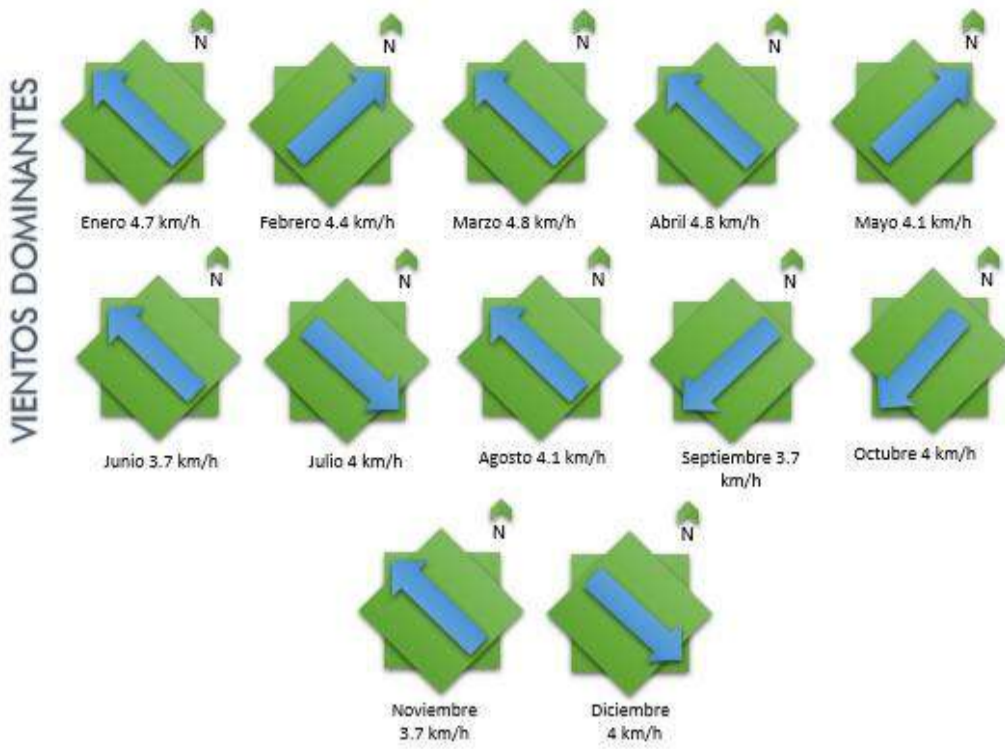 VIENTOS DOMINANTES
N
N
N
N
N
Enero 4.7 km/h
Febrero 4.4 km/h
Marzo 4.8 km/h
Abril 4.8 km/h
Mayo 4.1 km/h
N
N
N
N
N
Junio 3.7 km/h
Julio 4 km/h
Agosto 4.1 km/h
Septiembre 3.7
km/h
Octubre 4 km/h
N
N
Noviembre
3.7 km/h
Diciembre
4 km/h